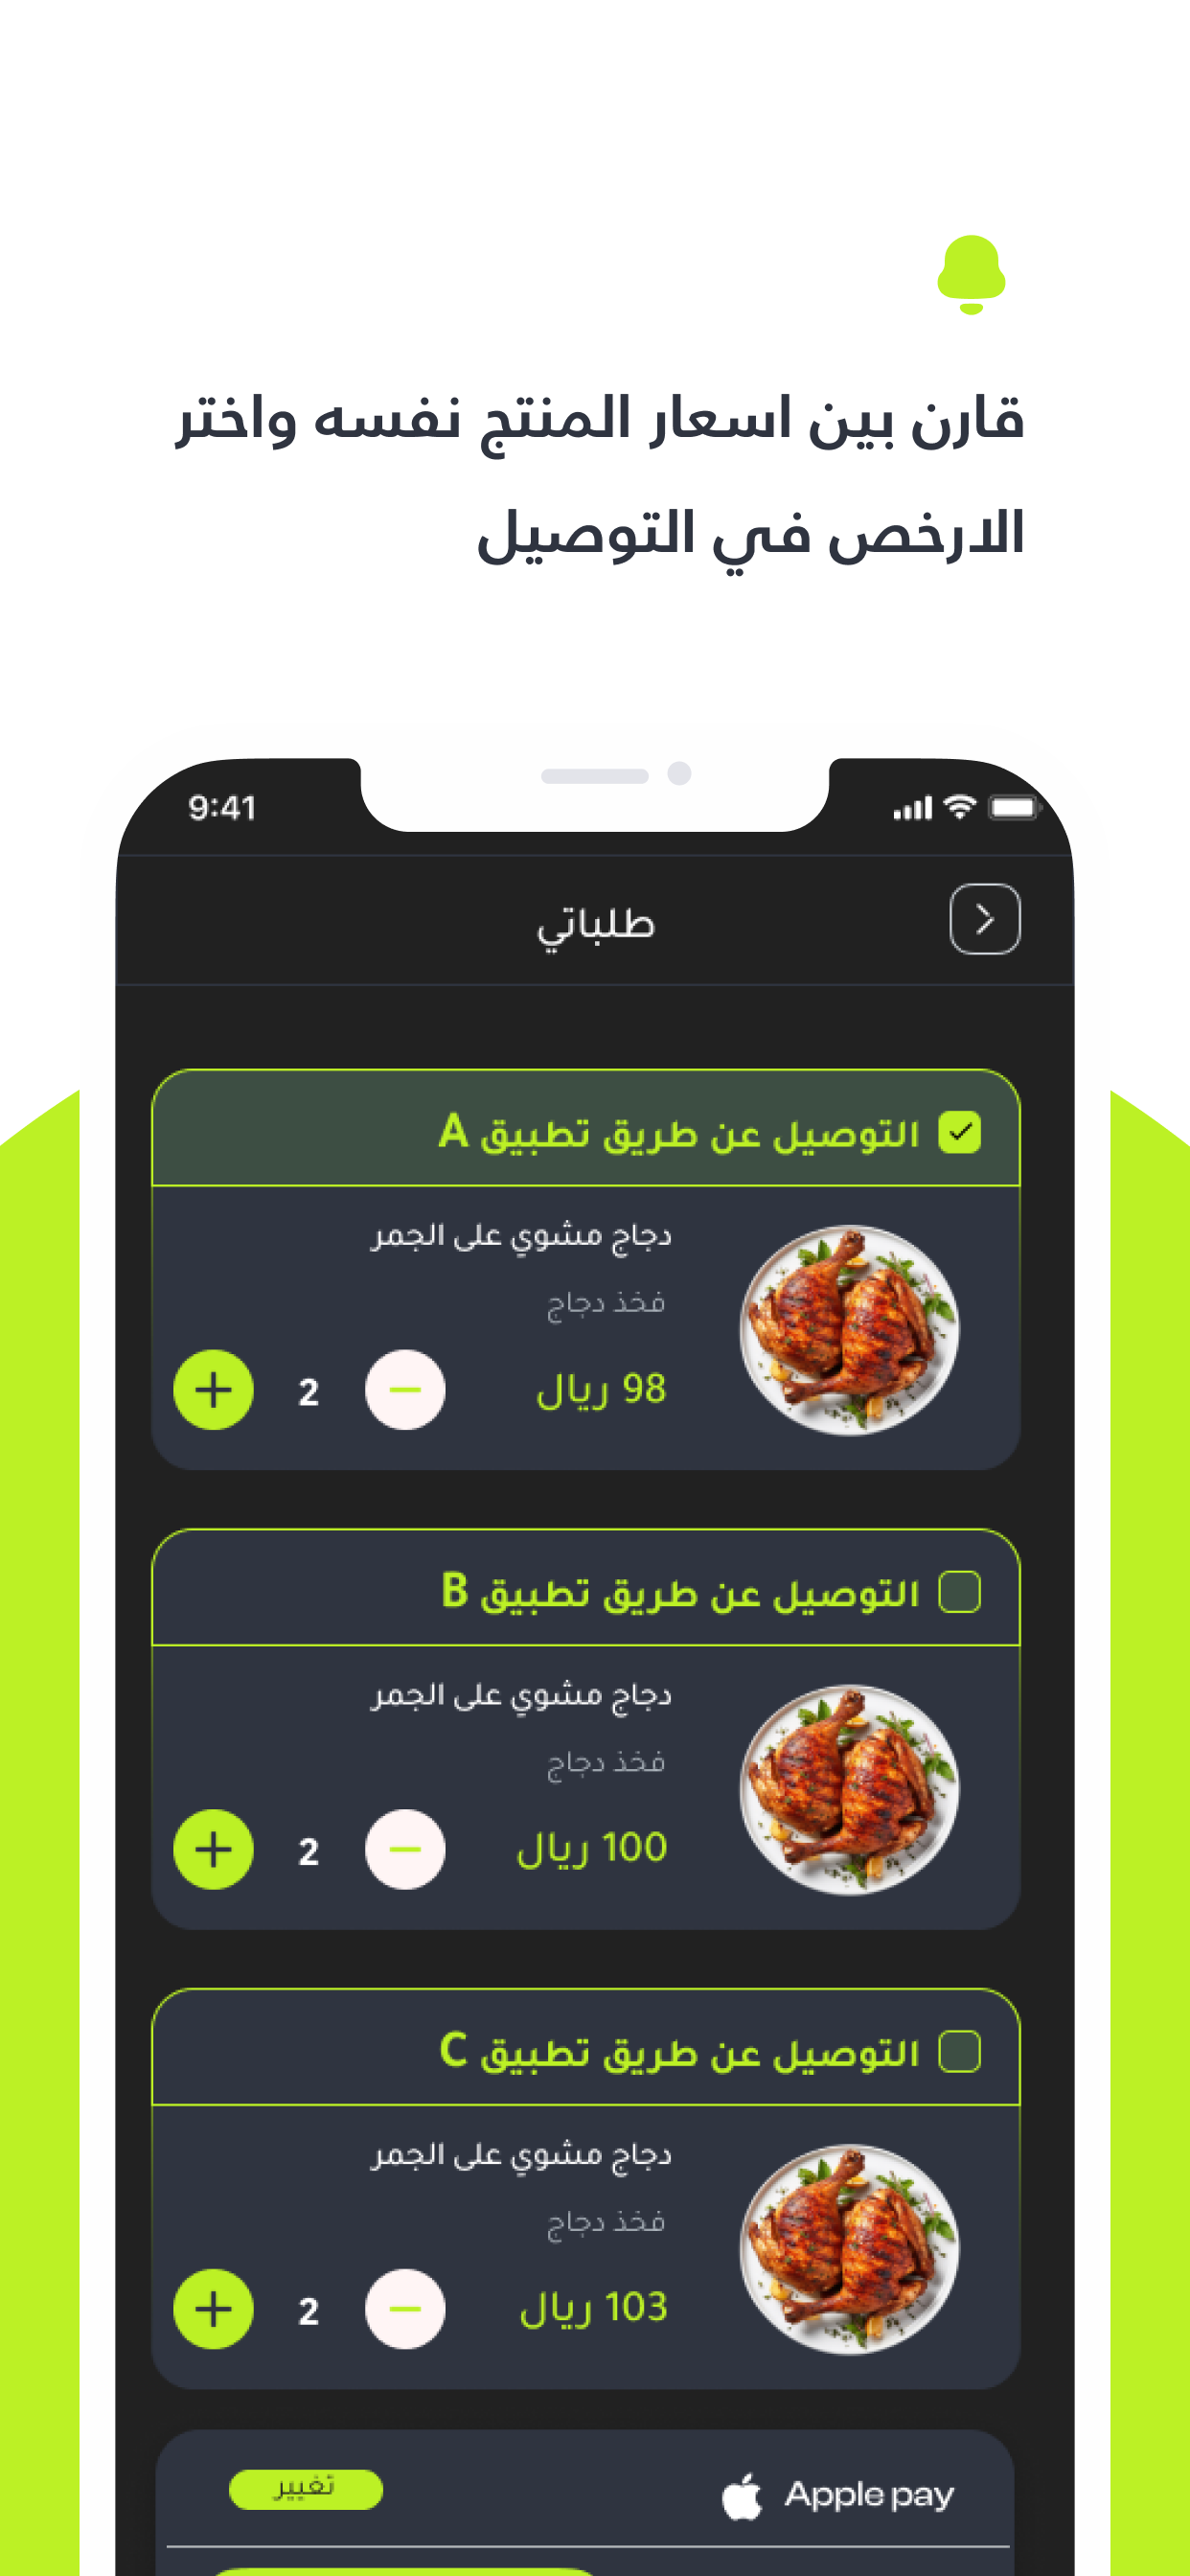 قارن بين اسعار المنتج نفسه واختر
الارخص في التوصيل
9:41
طلباتي
التوصيل عن طريق تطبيق A
دجاج مشوي على الجمر
فخذ دجاج
98 ريال
2
التوصيل عن طريق تطبيق B
دجاج مشوي على الجمر
فخذ دجاج
100 ريال
2
التوصيل عن طريق تطبيق C
دجاج مشوي على الجمر
فخذ دجاج
103 ريال
2
Apple pay
تغيير